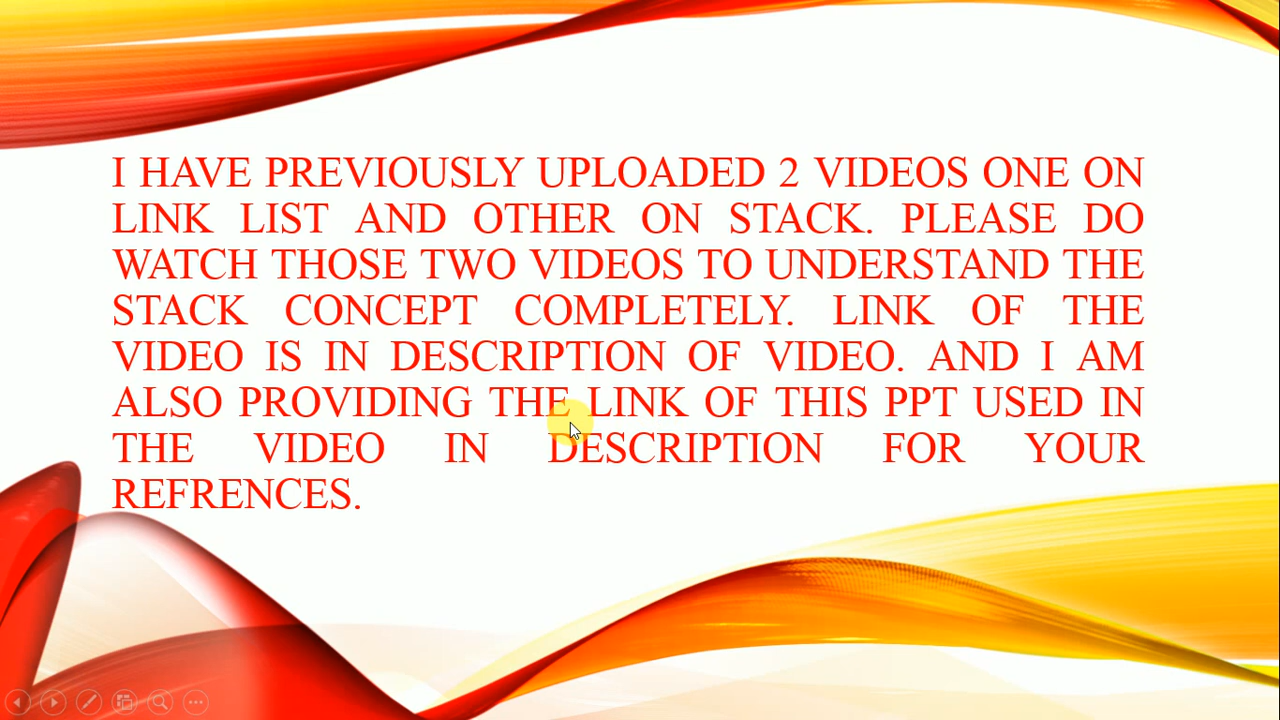 I HAVE PREVIOUSLY UPLOADED 2 VIDEOS ONE ON
LINK LIST AND OTHER ON STACK. PLEASE DO
WATCH THOSE TWO VIDEOS TO UNDERSTAND THE
STACK CONCEPT COMPLETELY. LINK OF THE
VIDEO IS IN DESCRIPTION OF VIDEO. AND I AM
ALSO PROVIDING THE LINK OF THIS PPT USED IN
THE VIDEO IN DESCRIPTION FOR YOUR
REFRENCES.